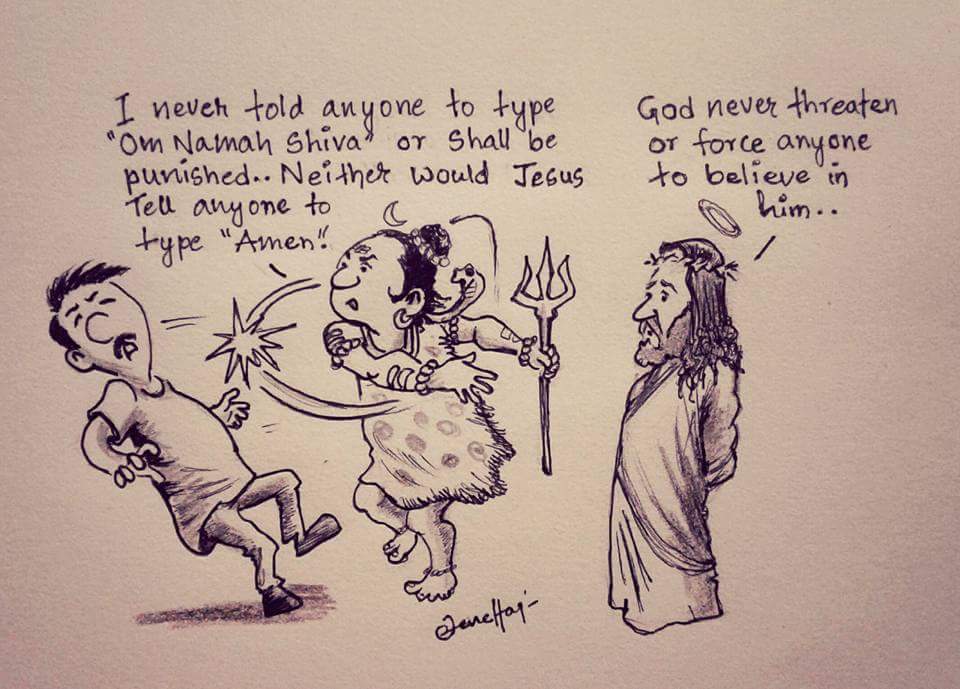 I never told anyone to type
"Om Namah Shiva" or Shall be
punished.. Neither would Jesus
Tell anyone to
type "Amen".
God never threaten
or force anyone
to believe in
him..